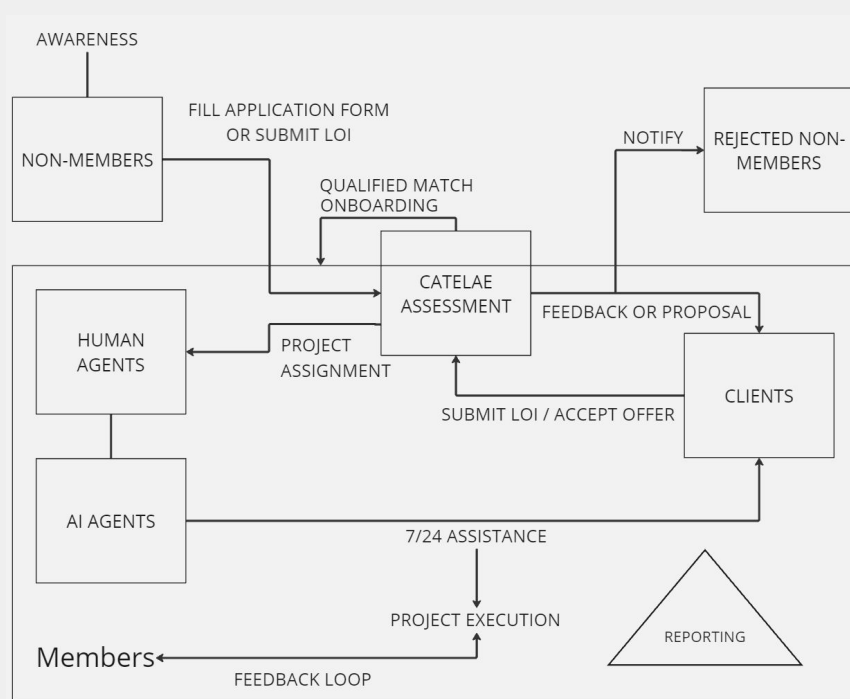 AWARENESS
NON-MEMBERS
FILL APPLICATION FORM
OR SUBMIT LOI
NOTIFY
REJECTED NON-
MEMBERS
QUALIFIED MATCH
ONBOARDING
CATELAE
ASSESSMENT
FEEDBACK OR PROPOSAL
HUMAN
AGENTS
PROJECT
ASSIGNMENT
CLIENTS
SUBMIT LOI / ACCEPT OFFER
AI AGENTS
7/24 ASSISTANCE
PROJECT EXECUTION
REPORTING
Members
FEEDBACK LOOP